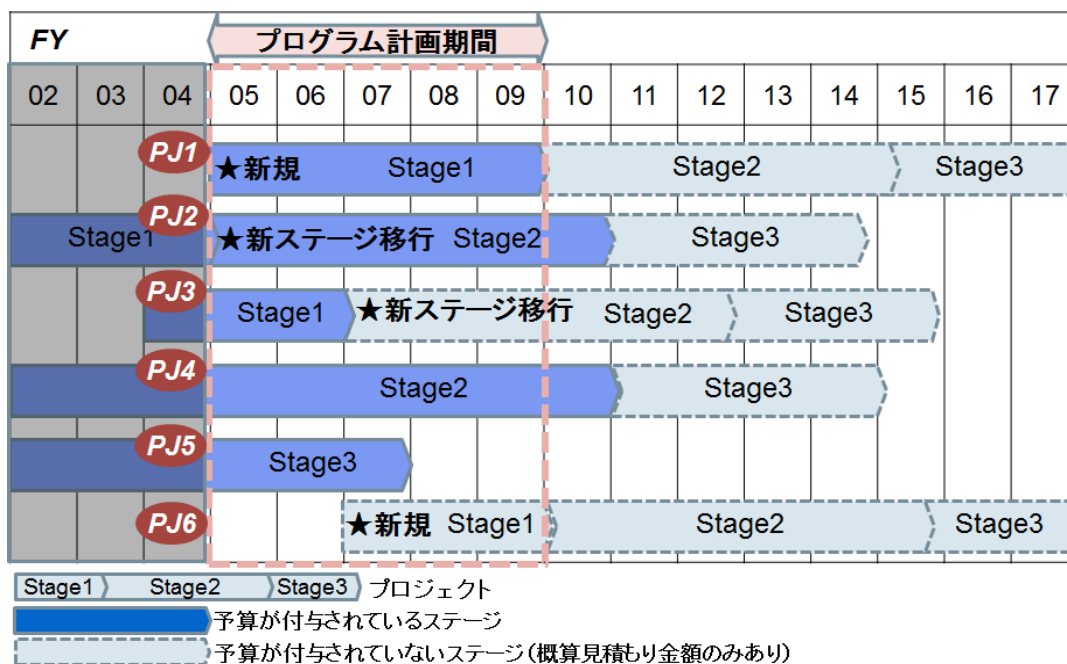 FY プログラム計画期間
02 03 04 05 06 07 08 09 10 11 12 13 14 15 16 17
PJ1 ★新規 Stage1 Stage2 Stage3
PJ2 Stage1 ★新ステージ移行 Stage2 Stage3
PJ3 Stage1 ★新ステージ移行 Stage2 Stage3
PJ4 Stage2 Stage3
PJ5 Stage3
PJ6 ★新規 Stage1 Stage2 Stage3
Stage1 Stage2 Stage3 プロジェクト
予算が付与されているステージ
予算が付与されていないステージ(概算見積もり金額のみあり)